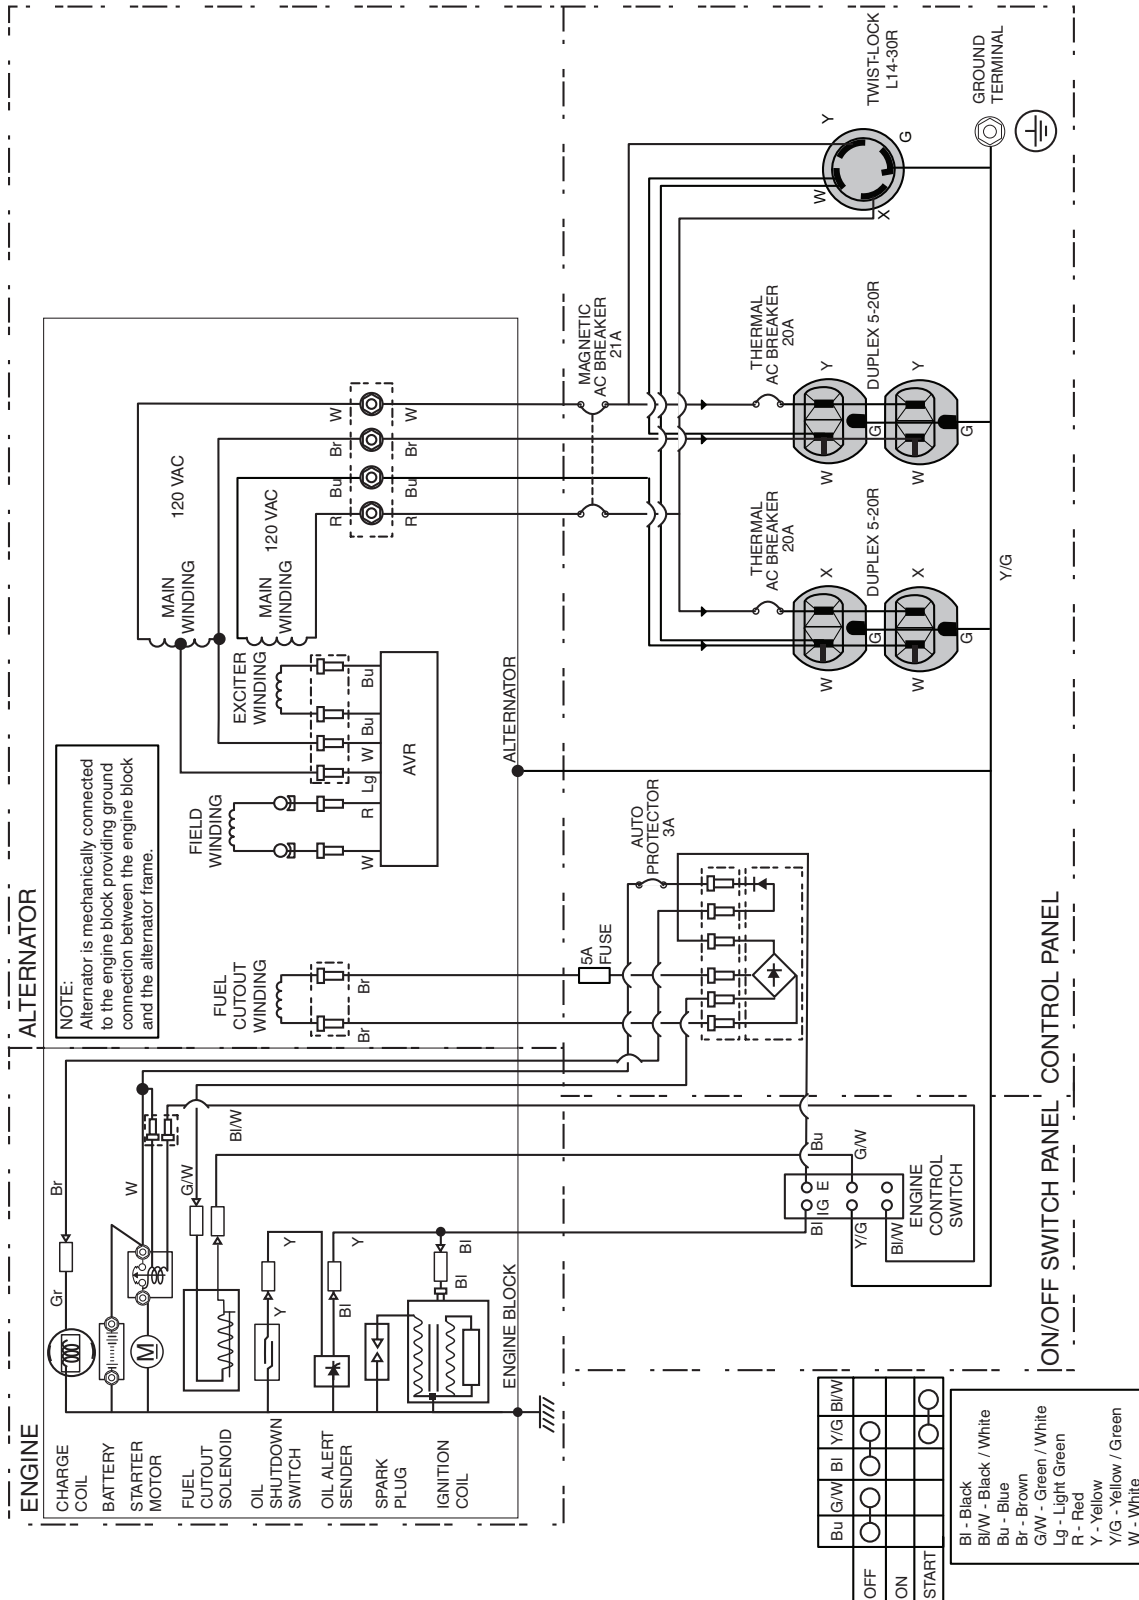 ENGINE
ALTERNATOR
ON/OFF SWITCH PANEL
CONTROL PANEL
CHARGE
COIL
BATTERY
STARTER
MOTOR
FUEL
CUTOUT
SOLENOID
OIL
SHUTDOWN
SWITCH
OIL ALERT
SENDER
SPARK
PLUG
IGNITION
COIL
Gr
Br
W
M
G/W
Bl/W
Y
Y
Bl
Y
Bl
Bl
ENGINE BLOCK
NOTE:
Alternator is mechanically connected
to the engine block providing ground
connection between the engine block
and the alternator frame.
FUEL
CUTOUT
WINDING
Br
Br
FIELD
WINDING
EXCITER
WINDING
W
R
Lg
W
Bu
Bu
AVR
ALTERNATOR
MAIN
WINDING
120 VAC
MAIN
WINDING
120 VAC
R
Bu
Br
W
R
Bu
Br
W
MAGNETIC
AC BREAKER
21A
5A
FUSE
AUTO
PROTECTOR
3A
THERMAL
AC BREAKER
20A
THERMAL
AC BREAKER
20A
W
X
G
DUPLEX 5-20R
W
X
G
W
Y
G
DUPLEX 5-20R
W
Y
G
W
Y
X
G
TWIST-LOCK
L14-30R
GROUND
TERMINAL
Y/G
Bl
IG
E
Bu
Y/G
G/W
Bl/W
ENGINE
CONTROL
SWITCH
Bu G/W Bl Y/G Bl/W
OFF
ON
START
Bl - Black
Bl/W - Black / White
Bu - Blue
Br - Brown
G/W - Green / White
Lg - Light Green
R - Red
Y - Yellow
Y/G - Yellow / Green
W - White